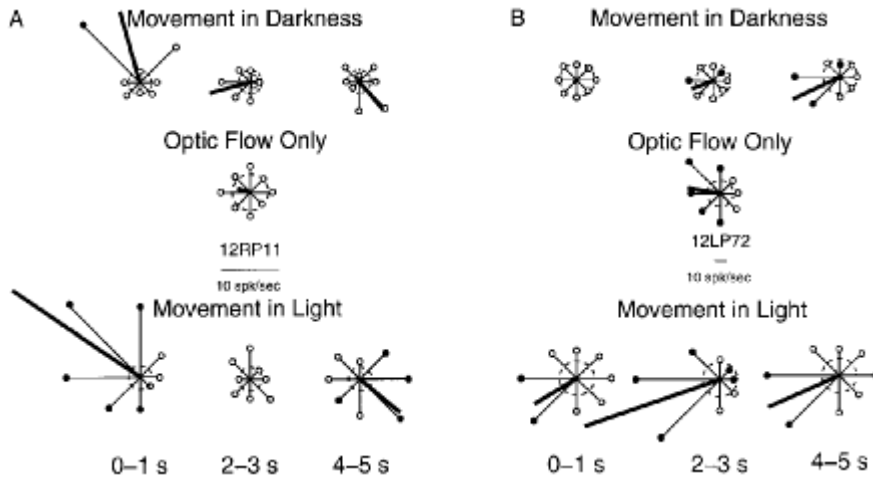 A Movement in Darkness
Optic Flow Only
12RP11
10 spk/sec
Movement in Light
0–1 s 2–3 s 4–5 s
B Movement in Darkness
Optic Flow Only
12LP72
10 spk/sec
Movement in Light
0–1 s 2–3 s 4–5 s